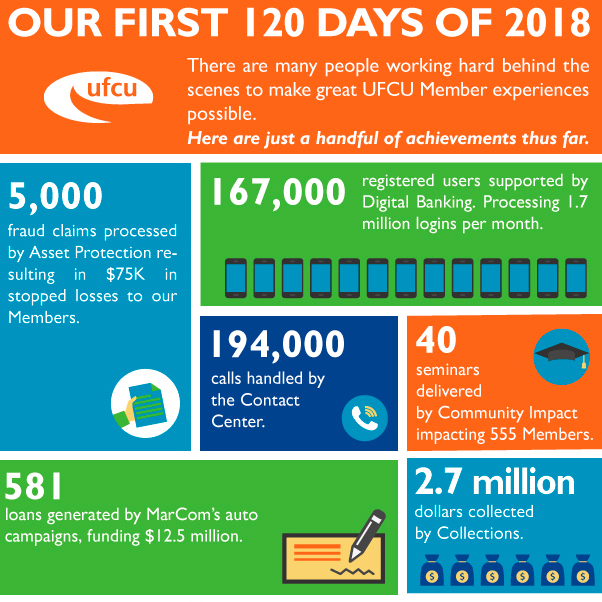 OUR FIRST 120 DAYS OF 2018
ufcu
There are many people working hard behind the
scenes to make great UFCU Member experiences
possible.
Here are just a handful of achievements thus far.
5,000
fraud claims processed
by Asset Protection re-
sulting in $75K in
stopped losses to our
Members.
167,000
registered users supported by
Digital Banking. Processing 1.7
million logins per month.
194,000
calls handled by
the Contact
Center.
40
seminars
delivered
by Community Impact
impacting 555 Members.
581
loans generated by MarCom's auto
campaigns, funding $12.5 million.
2.7 million
dollars collected
by Collections.
$ $ $ $ $ $